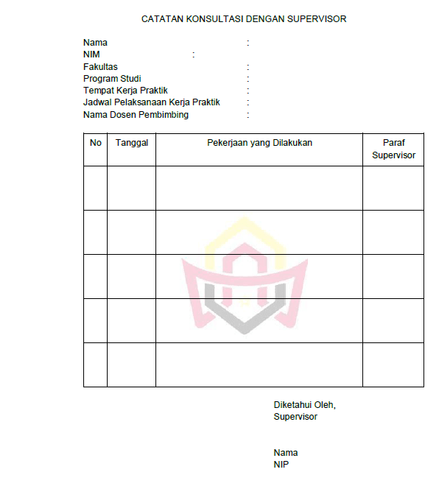 CATATAN KONSULTASI DENGAN SUPERVISOR
Nama :
NIM :
Fakultas :
Program Studi :
Tempat Kerja Praktik :
Jadwal Pelaksanaan Kerja Praktik :
Nama Dosen Pembimbing :
No Tanggal Pekerjaan yang Dilakukan Paraf
Supervisor
Diketahui Oleh,
Supervisor
Nama
NIP